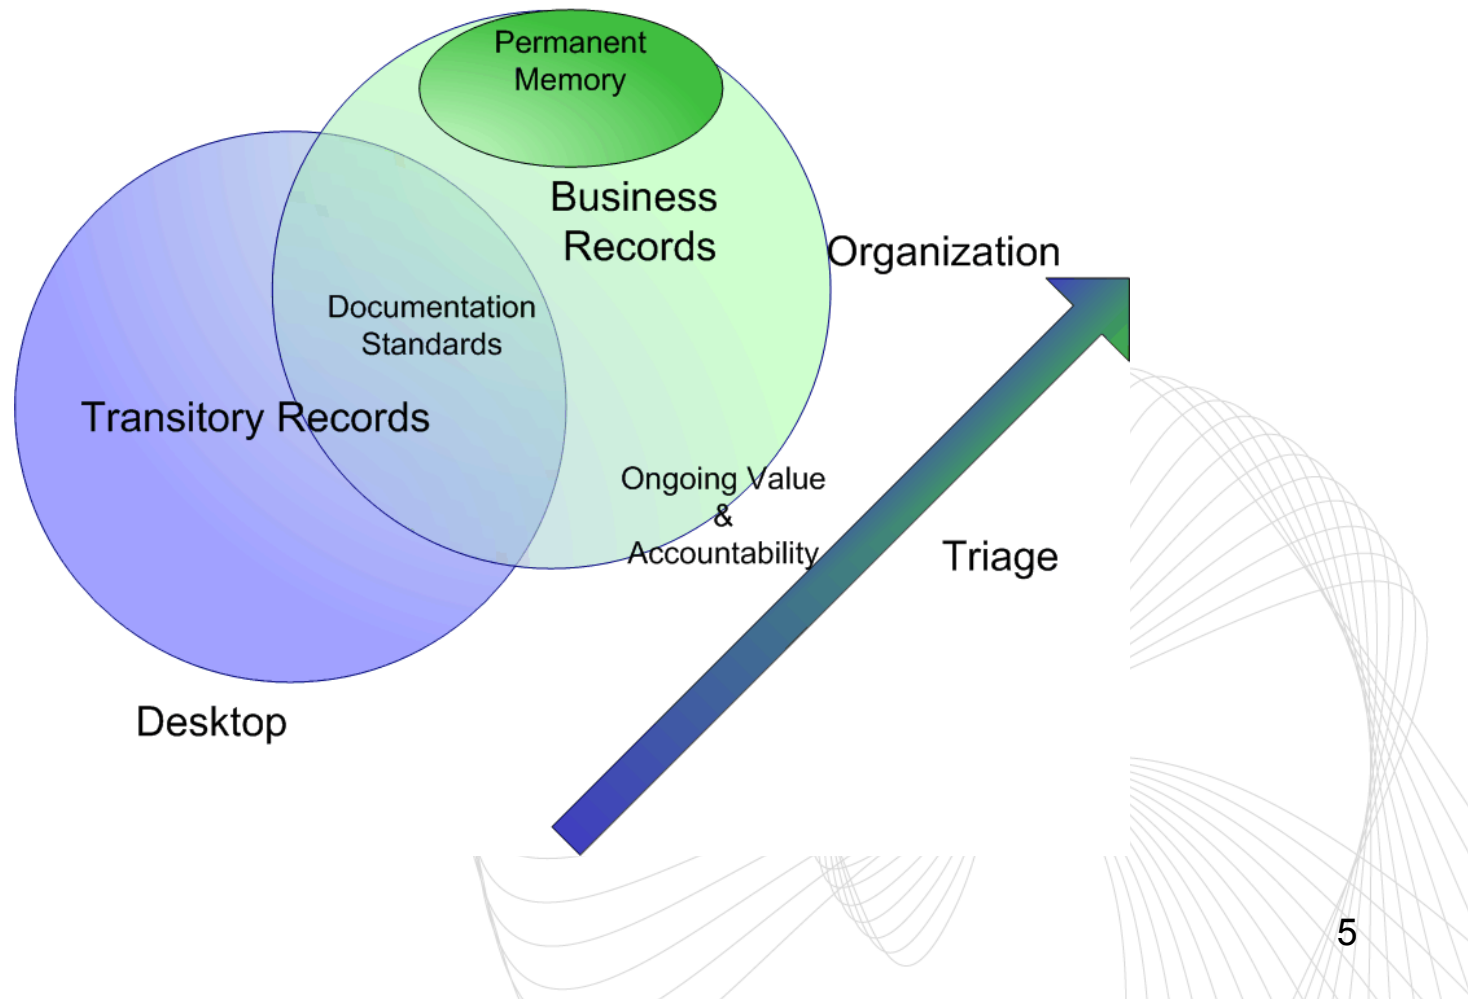 Permanent
Memory
Business
Records
Organization
Documentation
Standards
Transitory Records
Ongoing Value
&
Accountability
Triage
Desktop
5